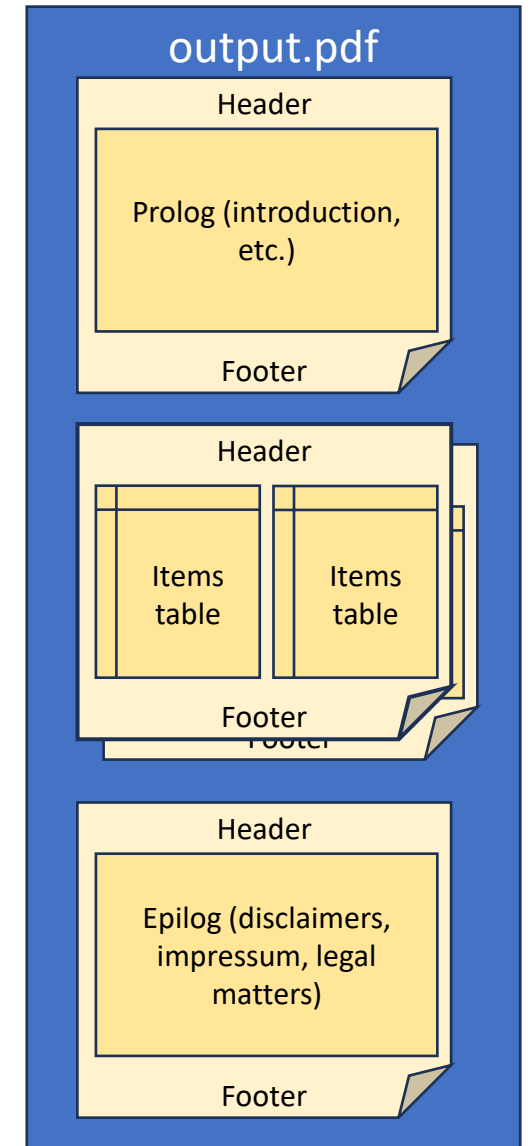 output.pdf
Header
Prolog (introduction,
etc.)
Footer
Header
Items
table
Items
table
Footer
Footer
Header
Epilog (disclaimers,
impressum, legal
matters)
Footer